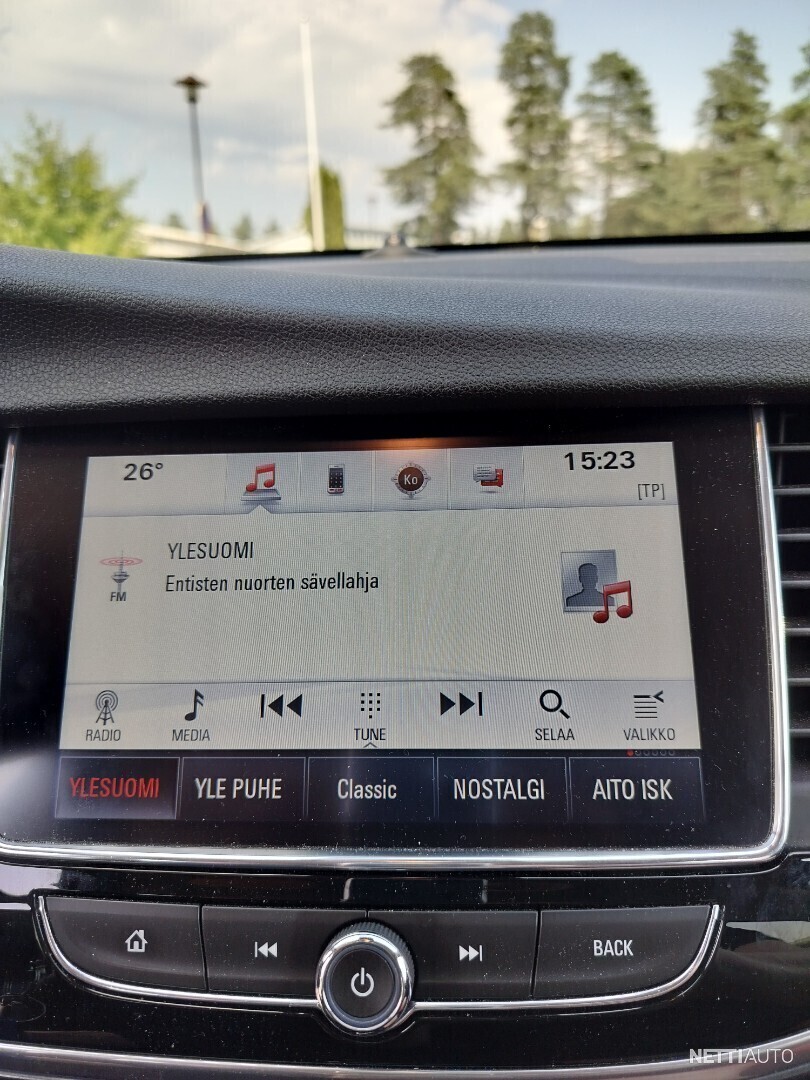 26° Ko 15:23
[TP]
YLESUOMI
Entisten nuorten sävellahja
FM
RADIO MEDIA TUNE SELAA VALIKKO
YLESUOMI YLE PUHE Classic NOSTALGI AITO ISK
BACK
NETTIAUTO